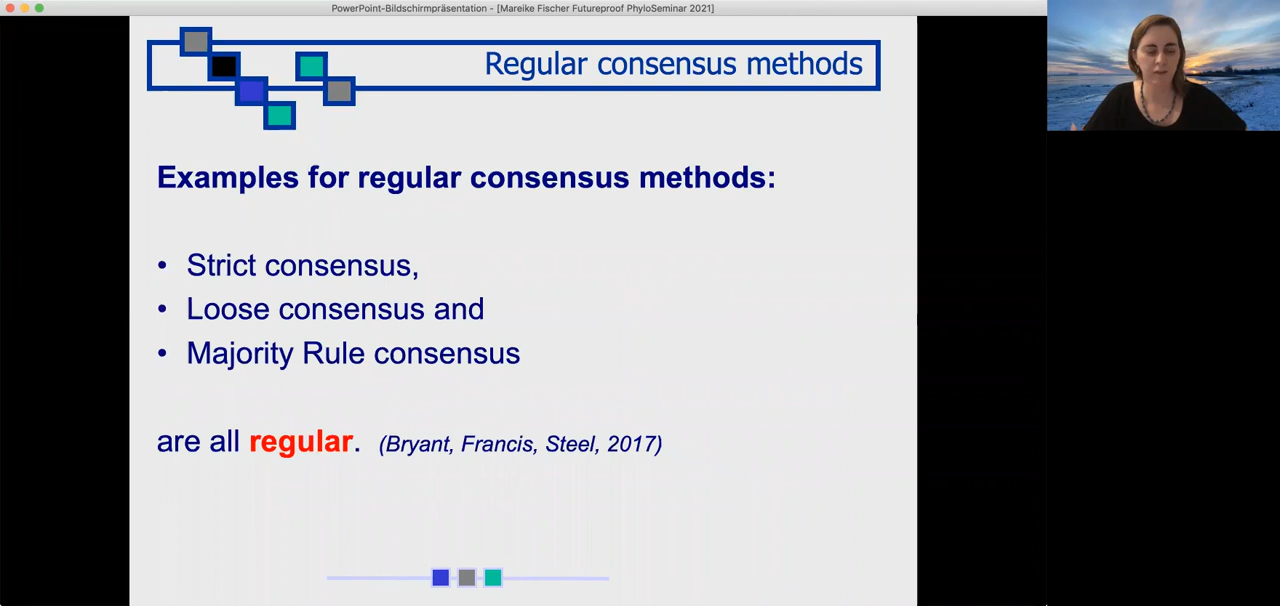 PowerPoint-Bildschirmpräsentation - [Mareike Fischer Futureproof PhyloSeminar 2021]
Regular consensus methods
Examples for regular consensus methods:
• Strict consensus,
• Loose consensus and
• Majority Rule consensus
are all regular. (Bryant, Francis, Steel, 2017)